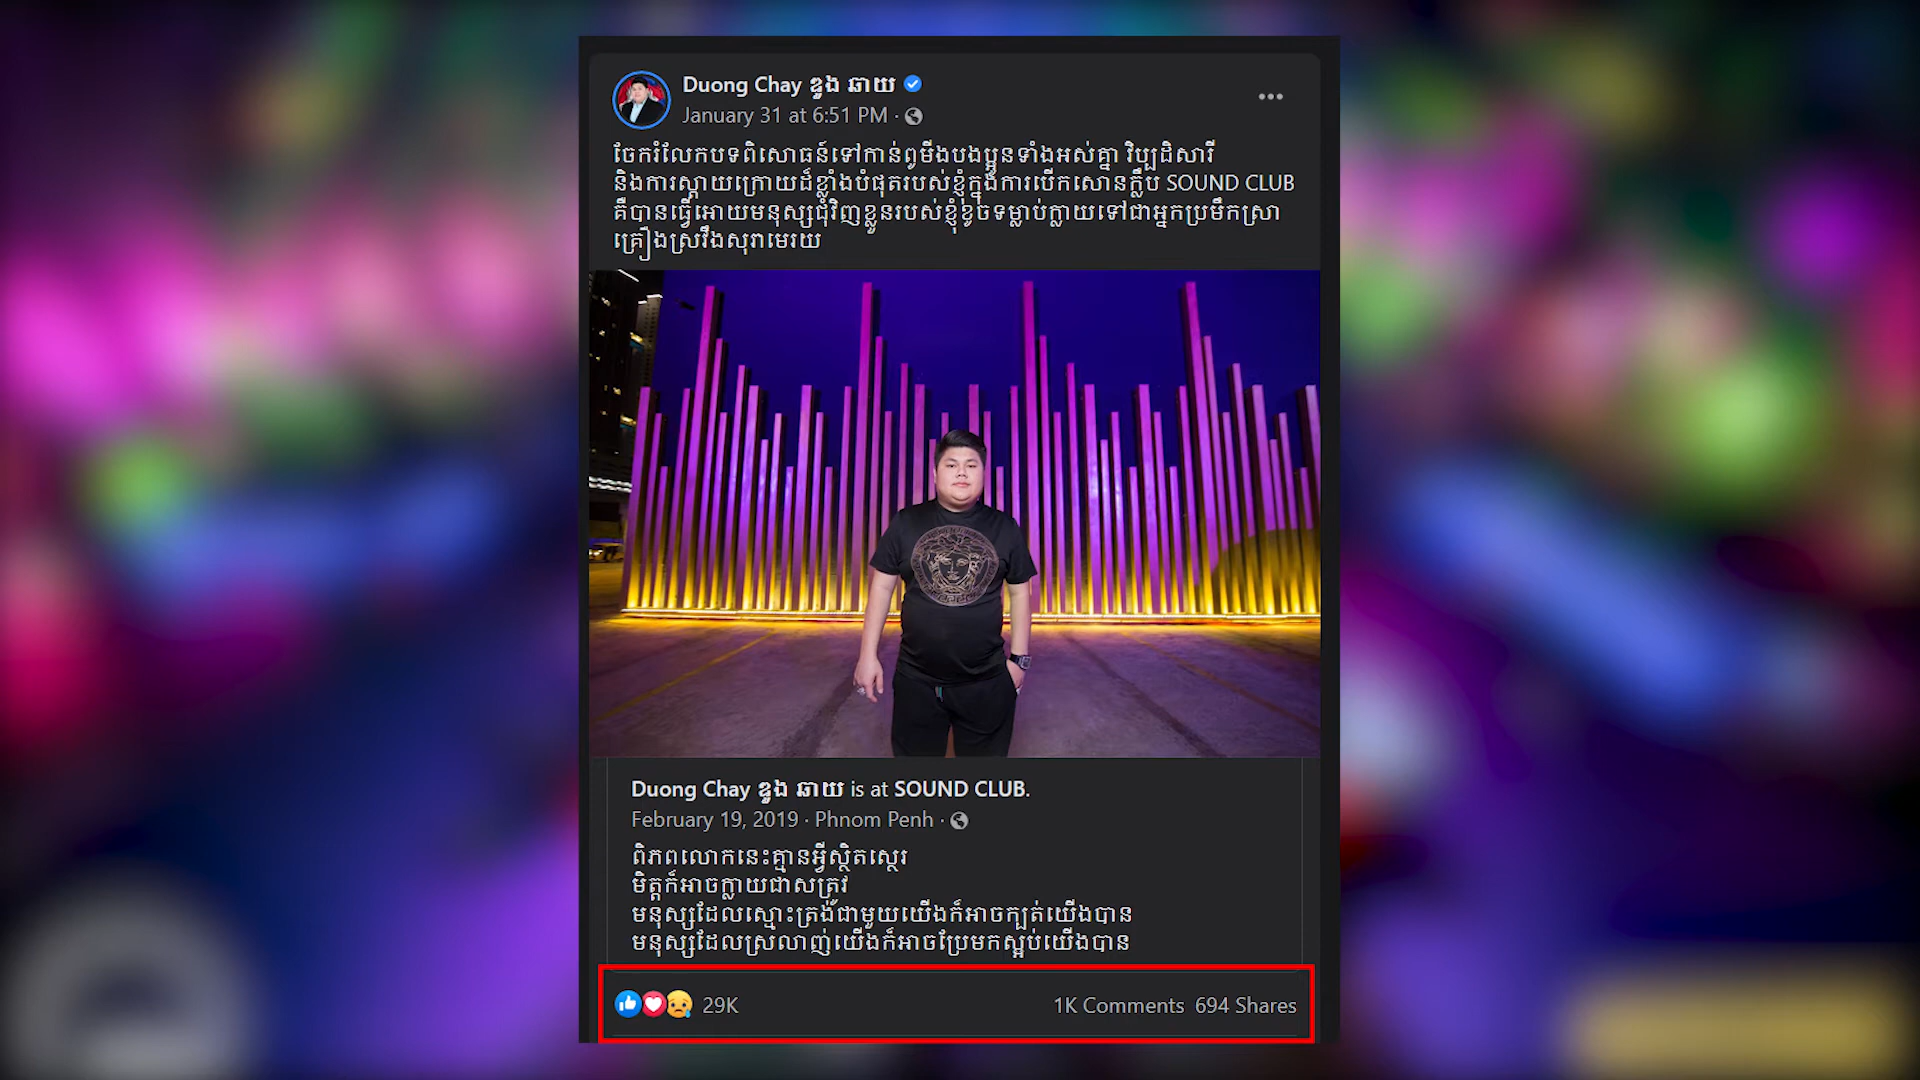 Duong Chay ឌួង ឆាយ
January 31 at 6:51 PM ·
ចែករំលែកបទពិសោធន៍ទៅកាន់ពូមីងបងប្អូនទាំងអស់គ្នា វិប្បដិសារី
និងការស្តាយក្រោយដ៏ខ្លាំងបំផុតរបស់ខ្ញុំក្នុងការបើកសោនក្លឹប SOUND CLUB
គឺបានធ្វើអោយមនុស្សជុំវិញខ្លួនរបស់ខ្ញុំខូចទម្លាប់ក្លាយទៅជាអ្នកប្រមឹកស្រា
គ្រឿងស្រវឹងសុរាមេរយ
Duong Chay ឌួង ឆាយ is at SOUND CLUB.
February 19, 2019 · Phnom Penh ·
ពិភពលោកនេះគ្មានអ្វីស្ថិតស្ថេរ
មិត្តក៏អាចក្លាយជាសត្រូវ
មនុស្សដែលស្មោះត្រង់ជាមួយយើងក៏អាចក្បត់យើងបាន
មនុស្សដែលស្រលាញ់យើងក៏អាចប្រែមកស្អប់យើងបាន
29K 1K Comments 694 Shares